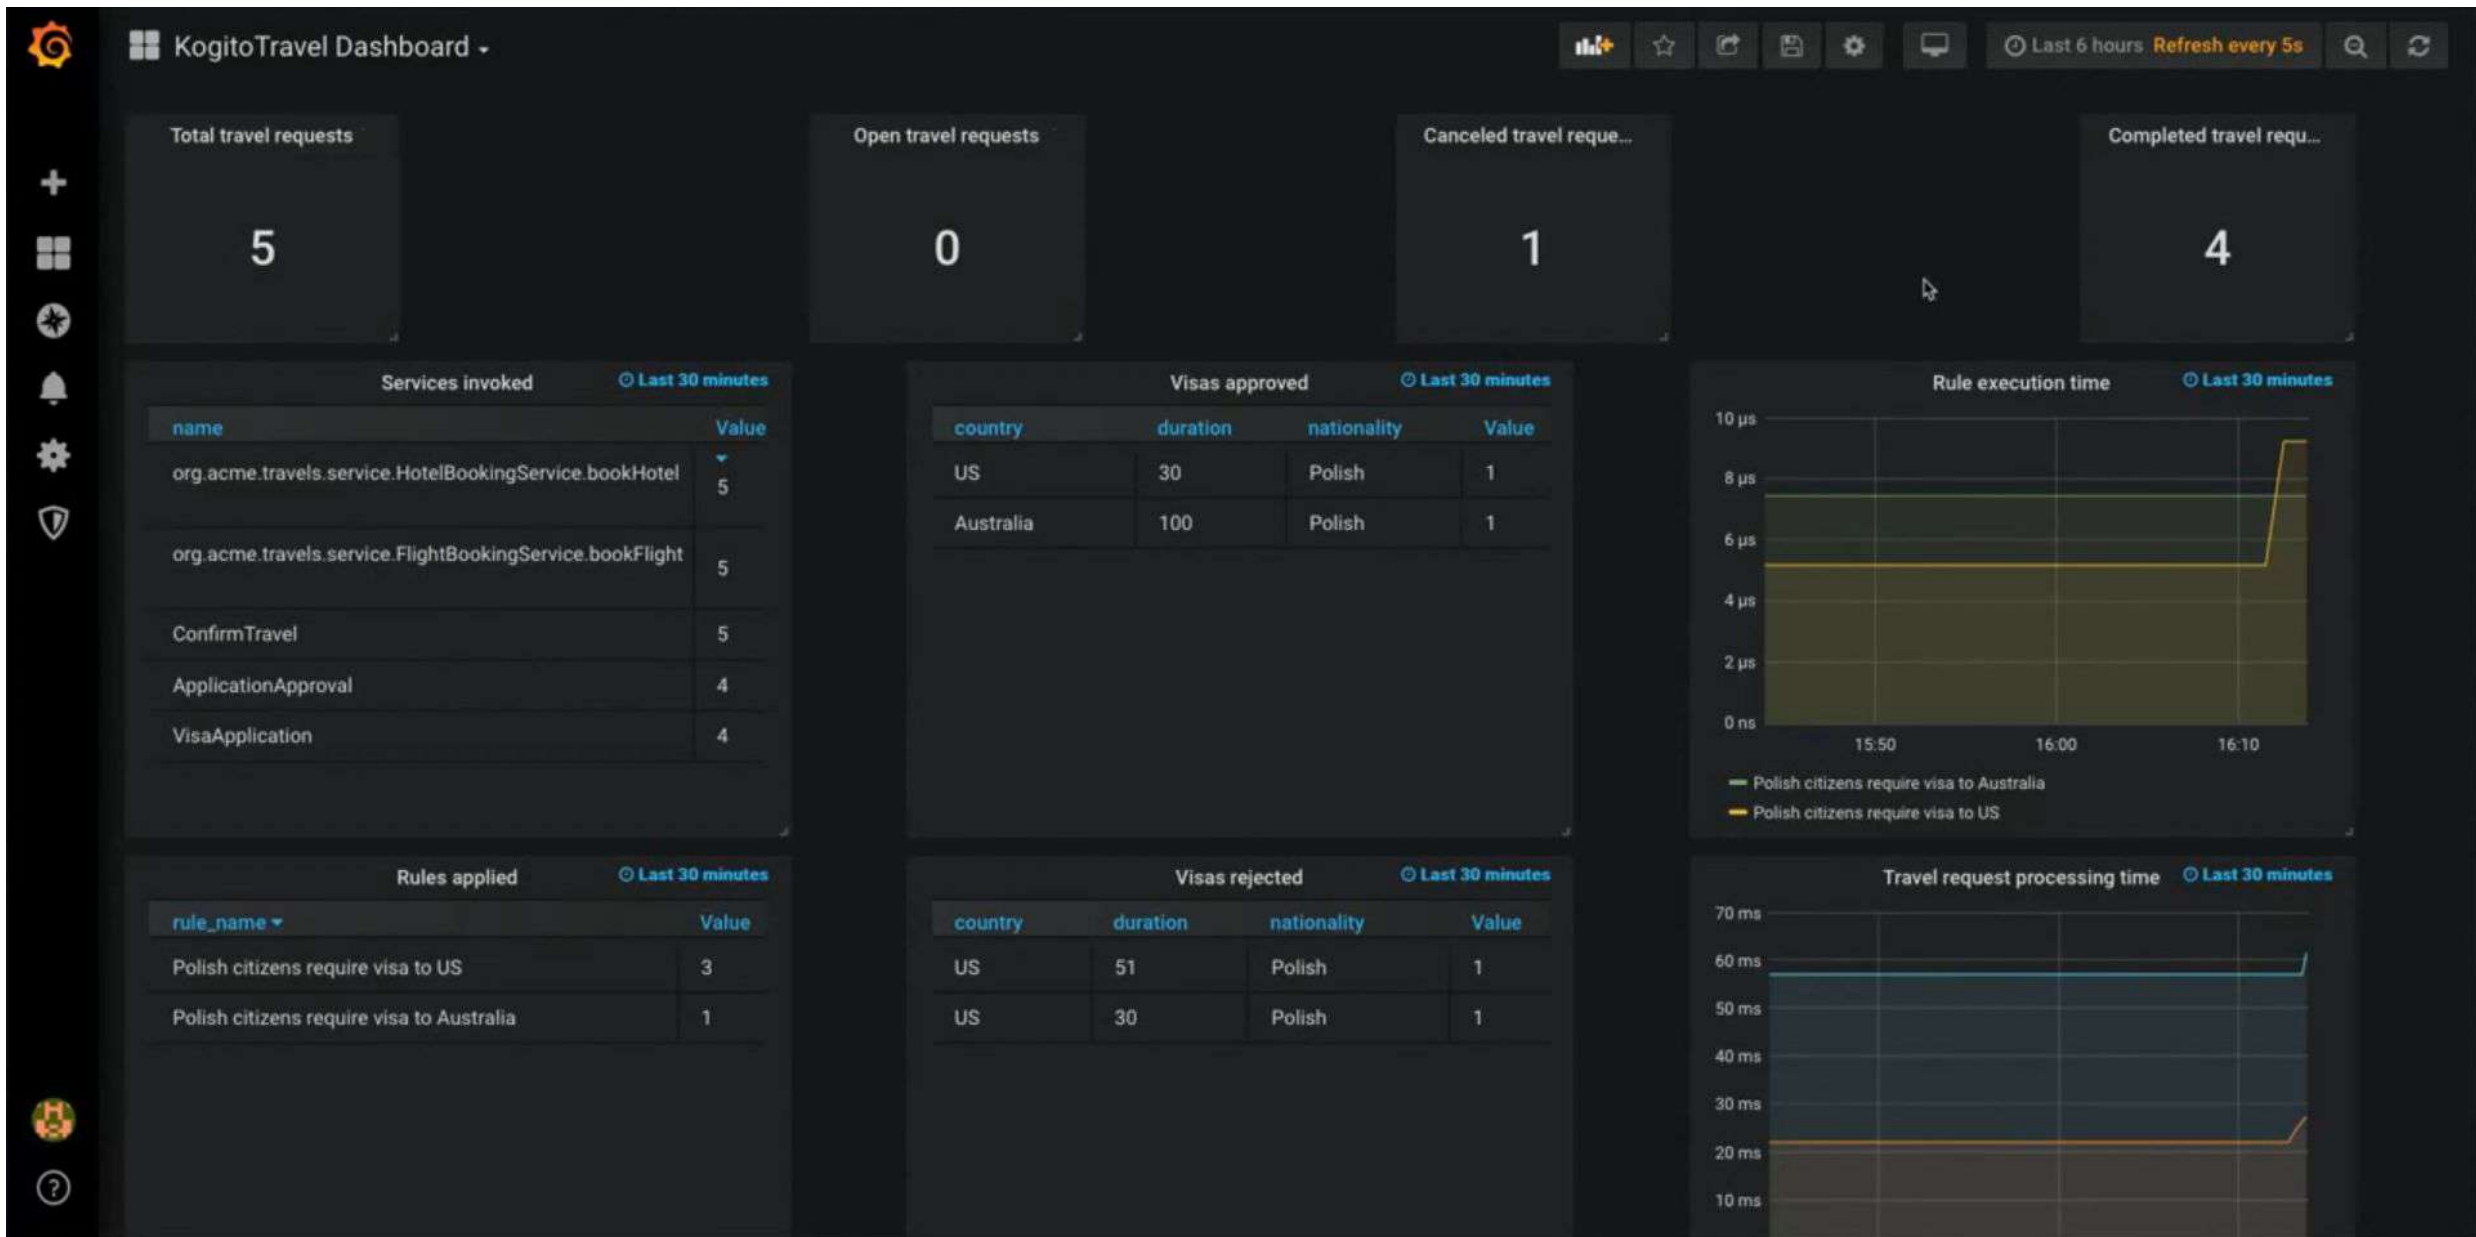 KogitoTravel Dashboard
Last 6 hours Refresh every 5s
Total travel requests
5
Open travel requests
0
Canceled travel reque...
1
Completed travel requ...
4
Services invoked Last 30 minutes
name Value
org.acme.travels.service.HotelBookingService.bookHotel 5
org.acme.travels.service.FlightBookingService.bookFlight 5
ConfirmTravel 5
ApplicationApproval 4
VisaApplication 4
Visas approved Last 30 minutes
country duration nationality Value
US 30 Polish 1
Australia 100 Polish 1
Rule execution time Last 30 minutes
10 µs
8 µs
6 µs
4 µs
2 µs
0 ns
15:50 16:00 16:10
Polish citizens require visa to Australia
Polish citizens require visa to US
Rules applied Last 30 minutes
rule_name Value
Polish citizens require visa to US 3
Polish citizens require visa to Australia 1
Visas rejected Last 30 minutes
country duration nationality Value
US 51 Polish 1
US 30 Polish 1
Travel request processing time Last 30 minutes
70 ms
60 ms
50 ms
40 ms
30 ms
20 ms
10 ms
?